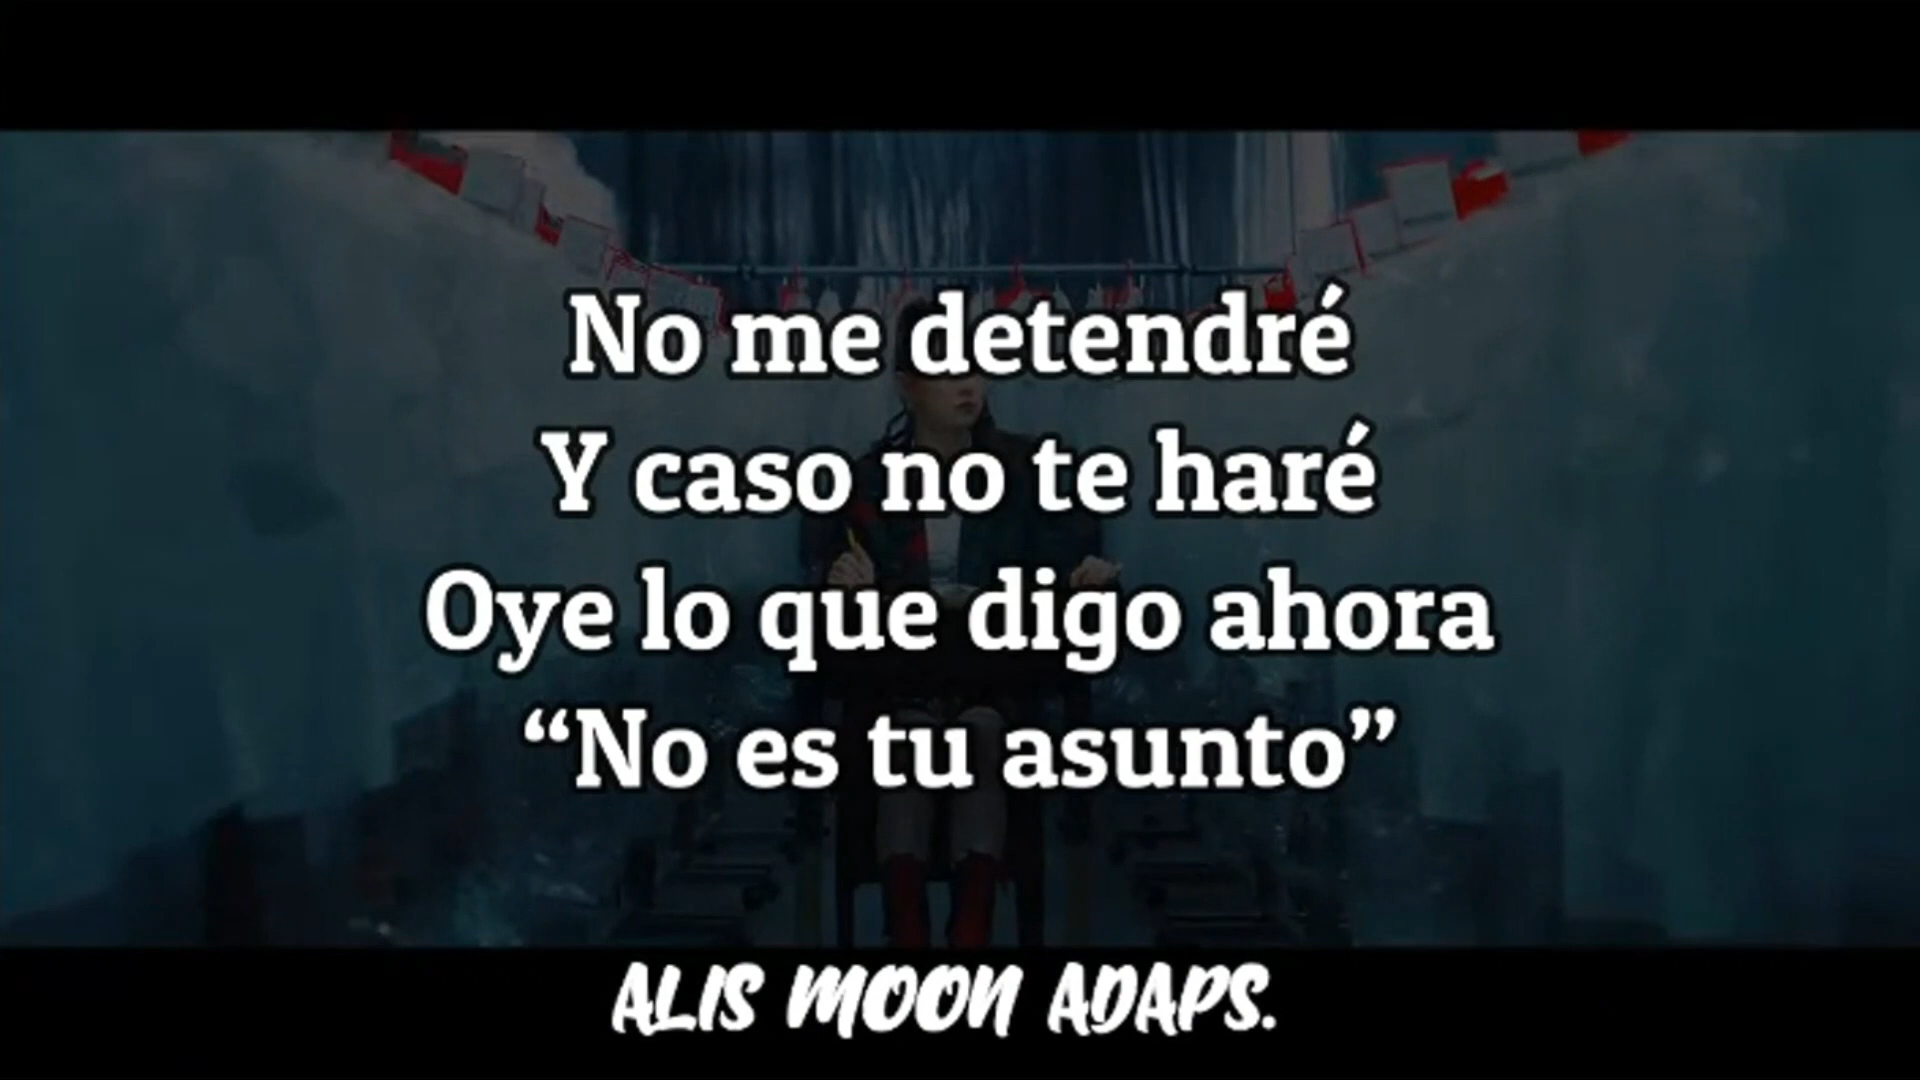 No me detendré
Y caso no te haré
Oye lo que digo ahora
“No es tu asunto”
ALIS MOON ADAPS.